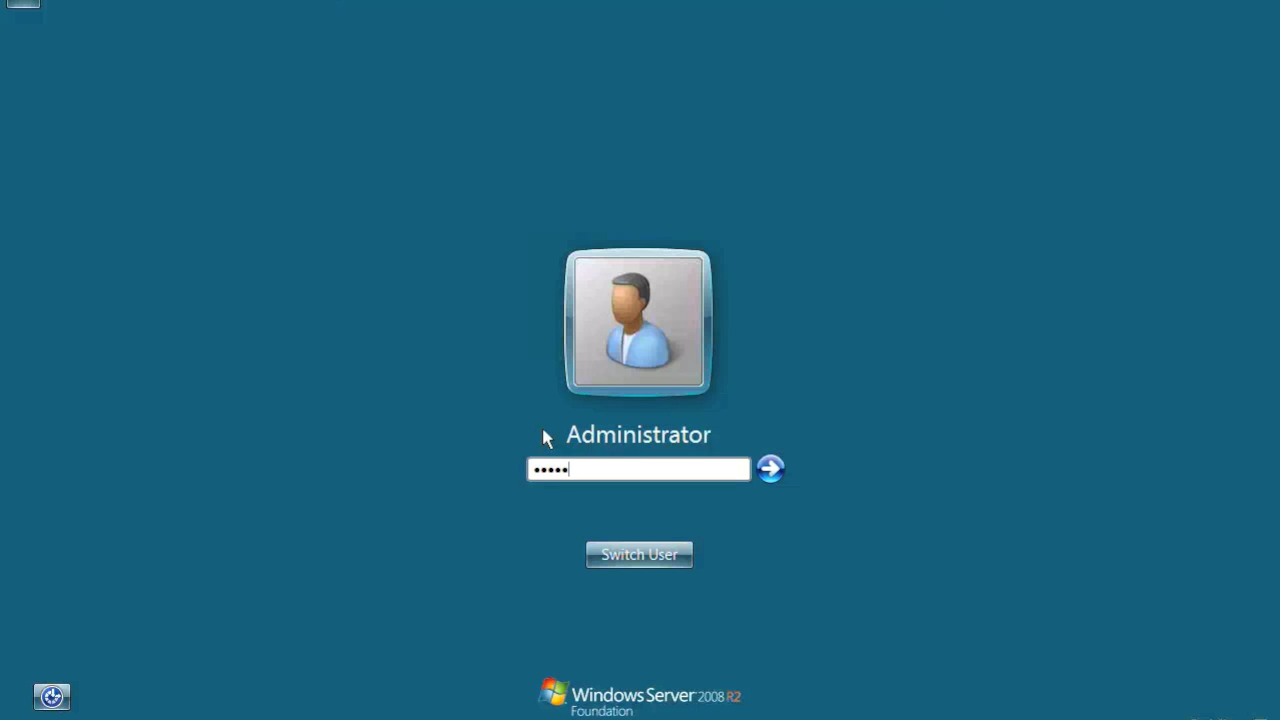 Administrator
•••••
Switch User
Windows Server 2008 R2
Foundation